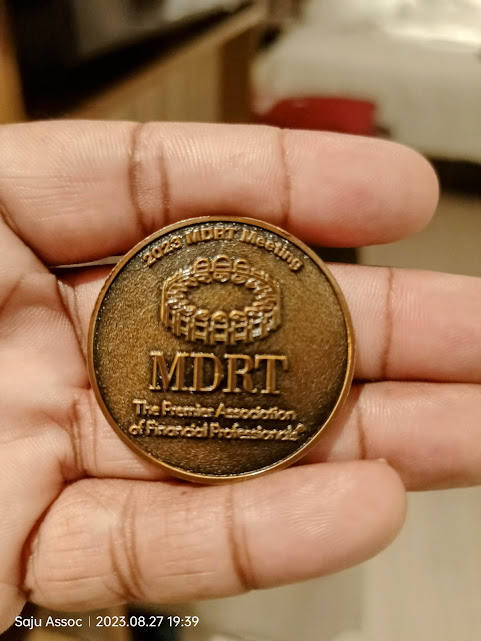 2023 MDRT Meeting
MDRT
The Premier Association
of Financial Professionals®
Saju Assoc | 2023.08.27 19:39